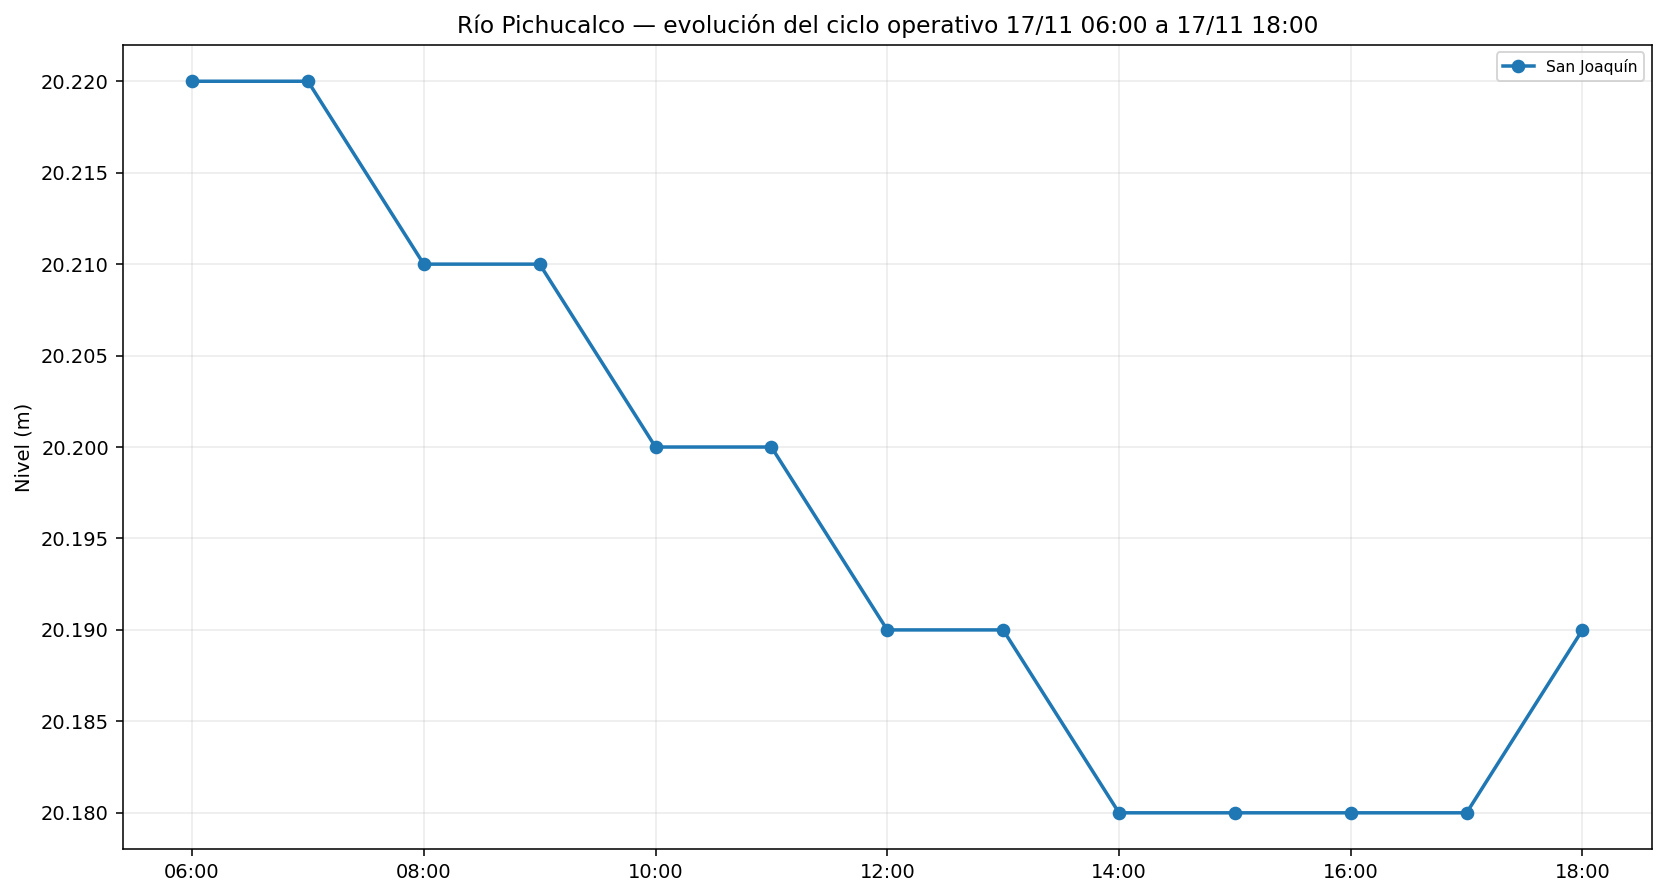 Río Pichucalco — evolución del ciclo operativo 17/11 06:00 a 17/11 18:00
San Joaquín
Nivel (m)
20.220
20.215
20.210
20.205
20.200
20.195
20.190
20.185
20.180
06:00 08:00 10:00 12:00 14:00 16:00 18:00